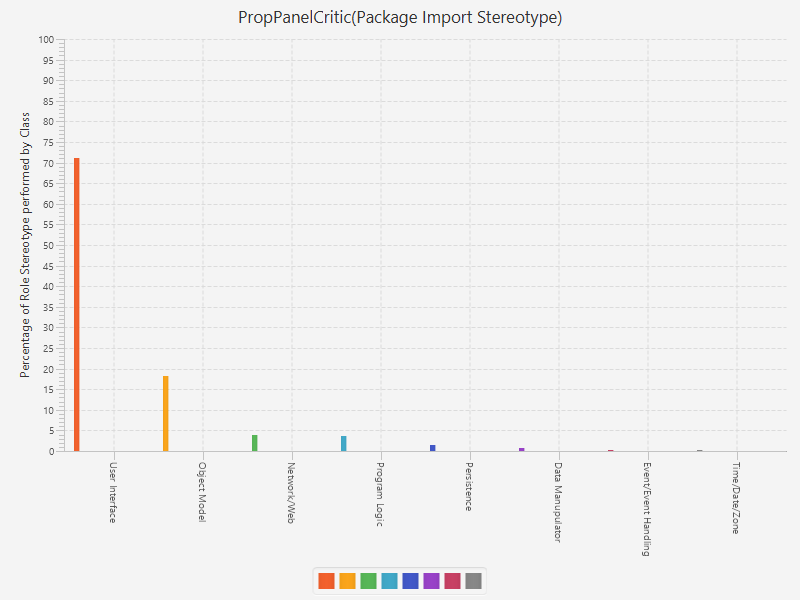 PropPanelCritic(Package Import Stereotype)
Percentage of Role Stereotype performed by Class
100
95
90
85
80
75
70
65
60
55
50
45
40
35
30
25
20
15
10
5
0
User Interface
Object Model
Network/Web
Program Logic
Persistence
Data Manupulator
Event/Event Handling
Time/Date/Zone